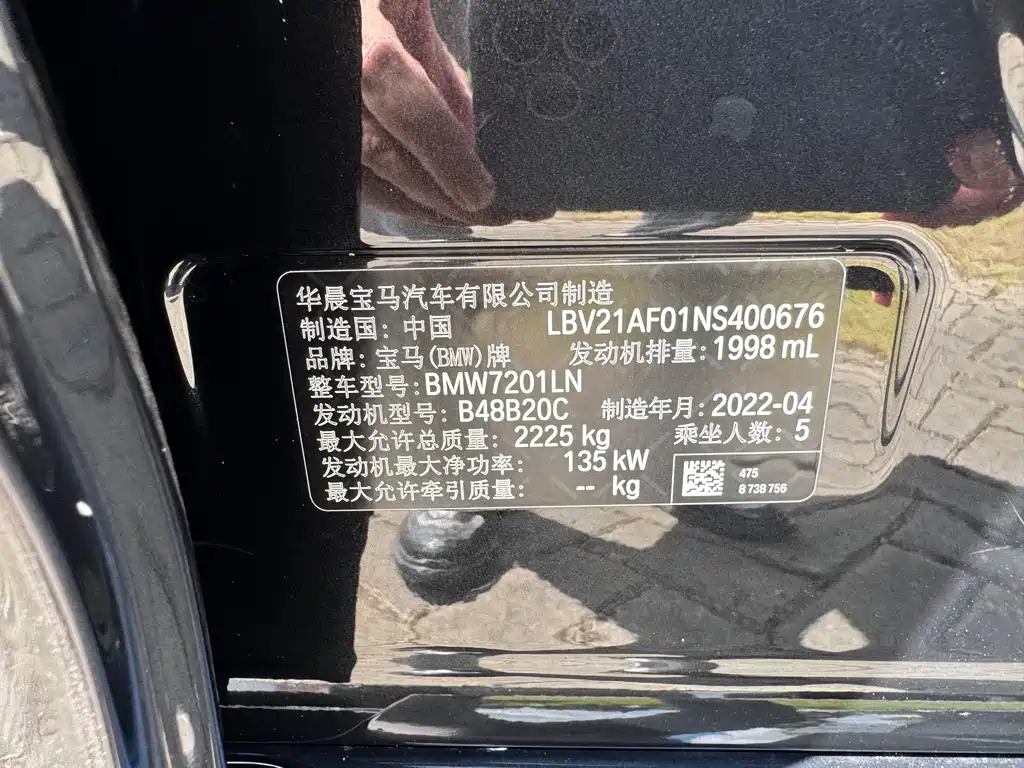 华晨宝马汽车有限公司制造
制造国：中国 LBV21AF01NS400676
品牌：宝马(BMW)牌 发动机排量：1998 mL
整车型号：BMW7201LN
发动机型号：B48B20C 制造年月：2022-04
最大允许总质量：2225 kg 乘坐人数：5
发动机最大净功率：135 kW
最大允许牵引质量：-- kg
475
8 738 756